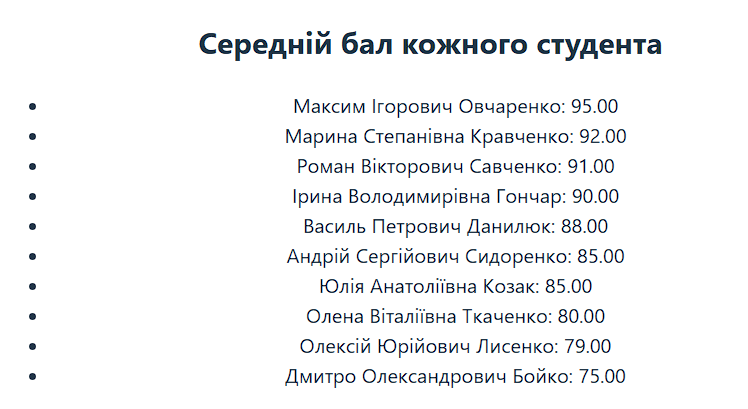 Середній бал кожного студента
• Максим Ігорович Овчаренко: 95.00
• Марина Степанівна Кравченко: 92.00
• Роман Вікторович Савченко: 91.00
• Ірина Володимирівна Гончар: 90.00
• Василь Петрович Данилюк: 88.00
• Андрій Сергійович Сидоренко: 85.00
• Юлія Анатоліївна Козак: 85.00
• Олена Віталіївна Ткаченко: 80.00
• Олексій Юрійович Лисенко: 79.00
• Дмитро Олександрович Бойко: 75.00